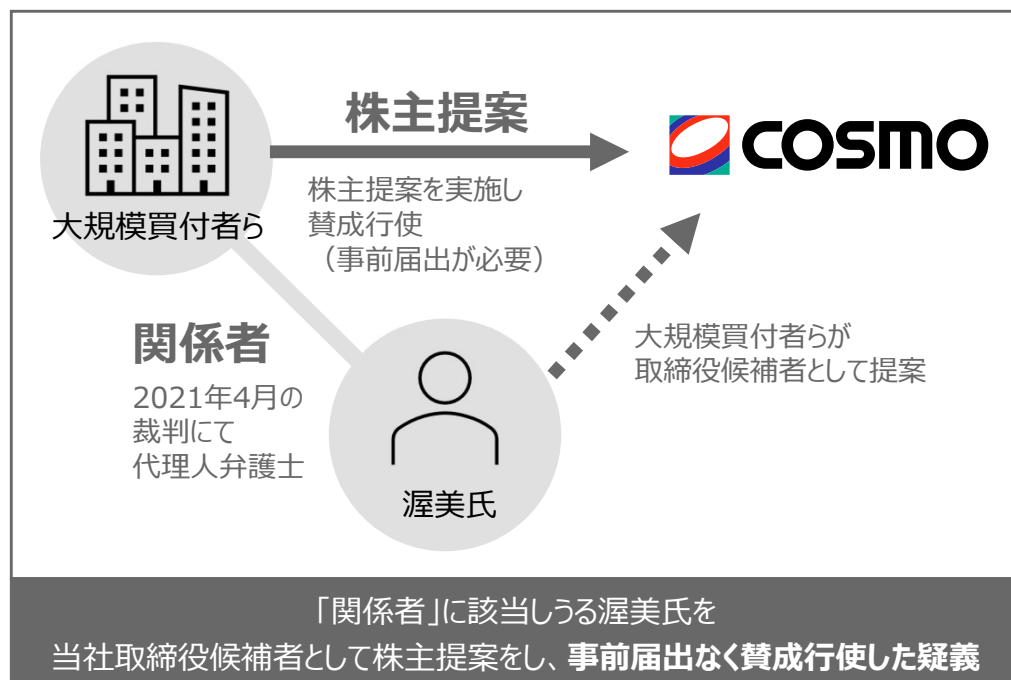 株主提案
COSMO
大規模買付者ら
株主提案を実施し
賛成行使
（事前届出が必要）
関係者
2021年4月の
裁判にて
代理人弁護士
大規模買付者らが
取締役候補者として提案
渥美氏
「関係者」に該当しうる渥美氏を
当社取締役候補者として株主提案をし、事前届出なく賛成行使した疑義